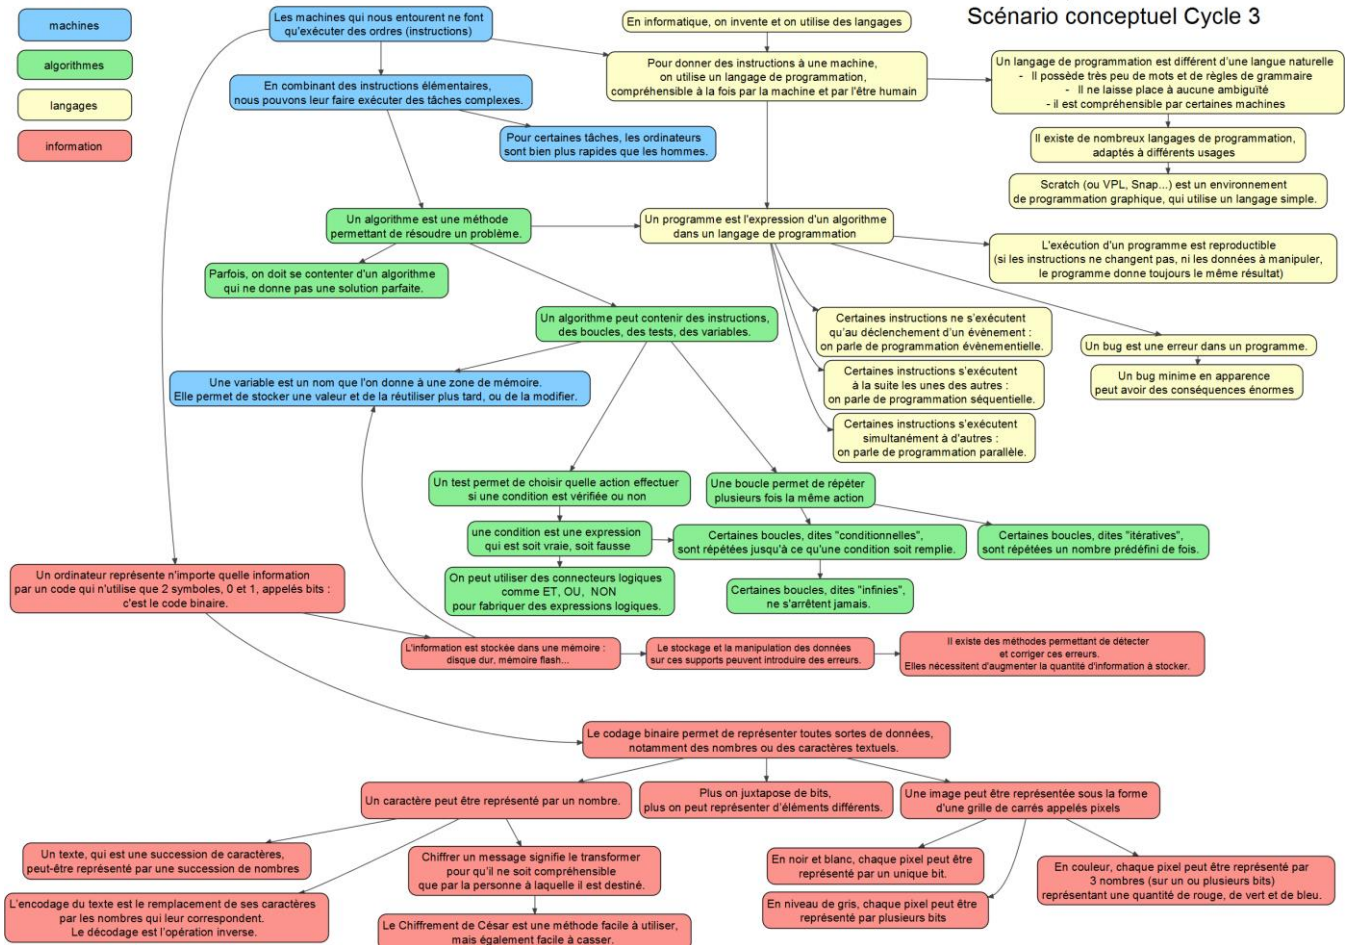 Scénario conceptuel Cycle 3
machines
algorithmes
langages
information
Les machines qui nous entourent ne font
qu'exécuter des ordres (instructions)
En informatique, on invente et on utilise des langages
En combinant des instructions élémentaires,
nous pouvons leur faire exécuter des tâches complexes.
Pour donner des instructions à une machine,
on utilise un langage de programmation,
compréhensible à la fois par la machine et par l'être humain
Un langage de programmation est différent d'une langue naturelle
- Il possède très peu de mots et de règles de grammaire
- Il ne laisse place à aucune ambiguïté
- il est compréhensible par certaines machines
Pour certaines tâches, les ordinateurs
sont bien plus rapides que les hommes.
Il existe de nombreux langages de programmation,
adaptés à différents usages
Scratch (ou VPL, Snap...) est un environnement
de programmation graphique, qui utilise un langage simple.
Un algorithme est une méthode
permettant de résoudre un problème.
Un programme est l'expression d'un algorithme
dans un langage de programmation
L'exécution d'un programme est reproductible
(si les instructions ne changent pas, ni les données à manipuler,
le programme donne toujours le même résultat)
Parfois, on doit se contenter d'un algorithme
qui ne donne pas une solution parfaite.
Un algorithme peut contenir des instructions,
des boucles, des tests, des variables.
Certaines instructions ne s'exécutent
qu'au déclenchement d'un évènement :
on parle de programmation évènementielle.
Un bug est une erreur dans un programme.
Une variable est un nom que l'on donne à une zone de mémoire.
Elle permet de stocker une valeur et de la réutiliser plus tard, ou de la modifier.
Certaines instructions s'exécutent
à la suite les unes des autres :
on parle de programmation séquentielle.
Un bug minime en apparence
peut avoir des conséquences énormes
Certaines instructions s'exécutent
simultanément à d'autres :
on parle de programmation parallèle.
Un test permet de choisir quelle action effectuer
si une condition est vérifiée ou non
Une boucle permet de répéter
plusieurs fois la même action
une condition est une expression
qui est soit vraie, soit fausse
Certaines boucles, dites "conditionnelles",
sont répétées jusqu'à ce qu'une condition soit remplie.
Certaines boucles, dites "itératives",
sont répétées un nombre prédéfini de fois.
Un ordinateur représente n'importe quelle information
par un code qui n'utilise que 2 symboles, 0 et 1, appelés bits :
c'est le code binaire.
On peut utiliser des connecteurs logiques
comme ET, OU, NON
pour fabriquer des expressions logiques.
Certaines boucles, dites "infinies",
ne s'arrêtent jamais.
L'information est stockée dans une mémoire :
disque dur, mémoire flash...
Le stockage et la manipulation des données
sur ces supports peuvent introduire des erreurs.
Il existe des méthodes permettant de détecter
et corriger ces erreurs.
Elles nécessitent d'augmenter la quantité d'information à stocker.
Le codage binaire permet de représenter toutes sortes de données,
notamment des nombres ou des caractères textuels.
Un caractère peut être représenté par un nombre.
Plus on juxtapose de bits,
plus on peut représenter d'éléments différents.
Une image peut être représentée sous la forme
d'une grille de carrés appelés pixels
Un texte, qui est une succession de caractères,
peut-être représenté par une succession de nombres
Chiffrer un message signifie le transformer
pour qu'il ne soit compréhensible
que par la personne à laquelle il est destiné.
En noir et blanc, chaque pixel peut être
représenté par un unique bit.
En couleur, chaque pixel peut être représenté par
3 nombres (sur un ou plusieurs bits)
représentant une quantité de rouge, de vert et de bleu.
L'encodage du texte est le remplacement de ses caractères
par les nombres qui leur correspondent.
Le décodage est l'opération inverse.
Le Chiffrement de César est une méthode facile à utiliser,
mais également facile à casser.
En niveau de gris, chaque pixel peut être
représenté par plusieurs bits